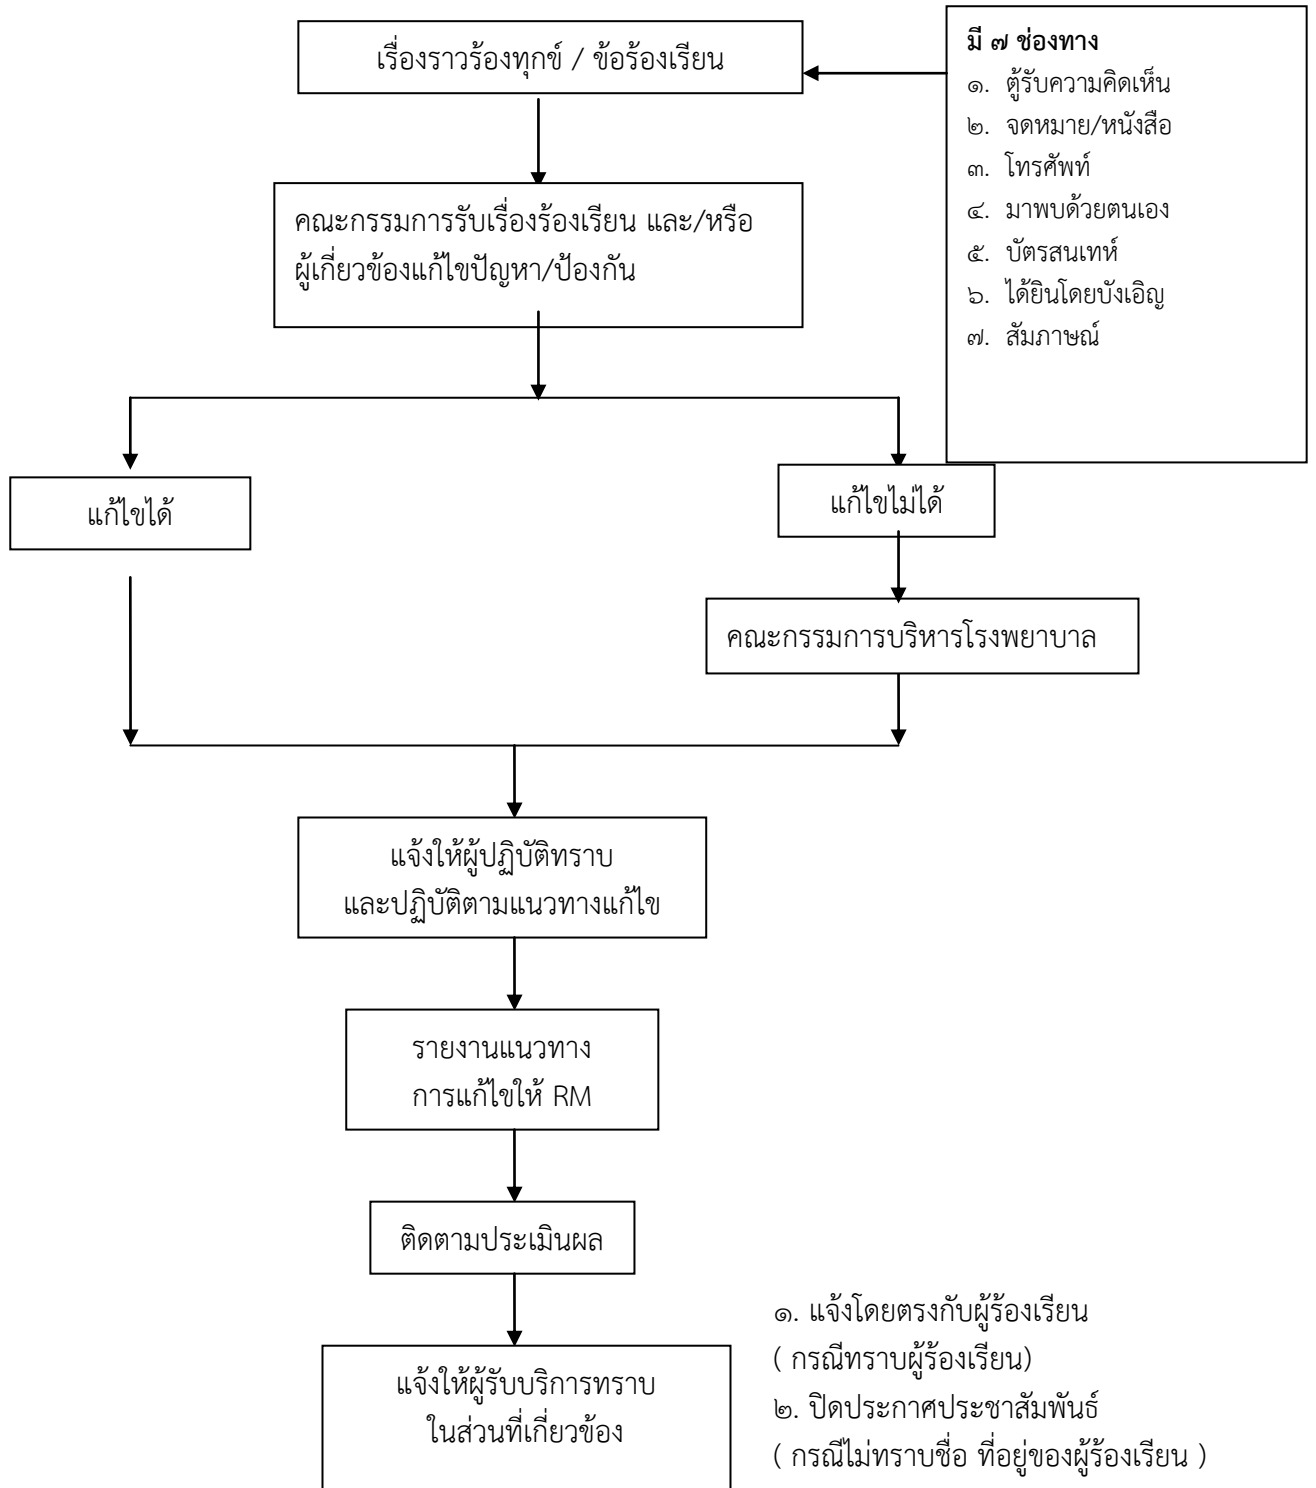 เรื่องราวร้องทุกข์ / ข้อร้องเรียน
มี ๗ ช่องทาง
๑. ตู้รับความคิดเห็น
๒. จดหมาย/หนังสือ
๓. โทรศัพท์
๔. มาพบด้วยตนเอง
๕. บัตรสนเทห์
๖. ได้ยินโดยบังเอิญ
๗. สัมภาษณ์
คณะกรรมการรับเรื่องร้องเรียน และ/หรือ
ผู้เกี่ยวข้องแก้ไขปัญหา/ป้องกัน
แก้ไขได้
แก้ไขไม่ได้
คณะกรรมการบริหารโรงพยาบาล
แจ้งให้ผู้ปฏิบัติทราบ
และปฏิบัติตามแนวทางแก้ไข
รายงานแนวทาง
การแก้ไขให้ RM
ติดตามประเมินผล
แจ้งให้ผู้รับบริการทราบ
ในส่วนที่เกี่ยวข้อง
๑. แจ้งโดยตรงกับผู้ร้องเรียน
( กรณีทราบผู้ร้องเรียน)
๒. ปิดประกาศประชาสัมพันธ์
( กรณีไม่ทราบชื่อ ที่อยู่ของผู้ร้องเรียน )